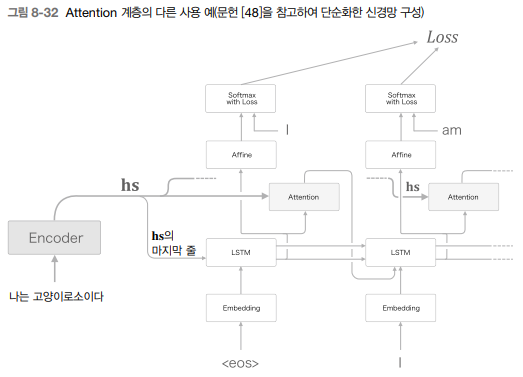 그림 8-32 Attention 계층의 다른 사용 예(문헌 [48]을 참고하여 단순화한 신경망 구성)
Loss
Softmax
with Loss
Softmax
with Loss
I
am
Affine
Affine
hs
hs
Attention
Attention
Encoder
hs의
마지막 줄
LSTM
LSTM
나는 고양이로소이다
Embedding
Embedding
<eos>
I